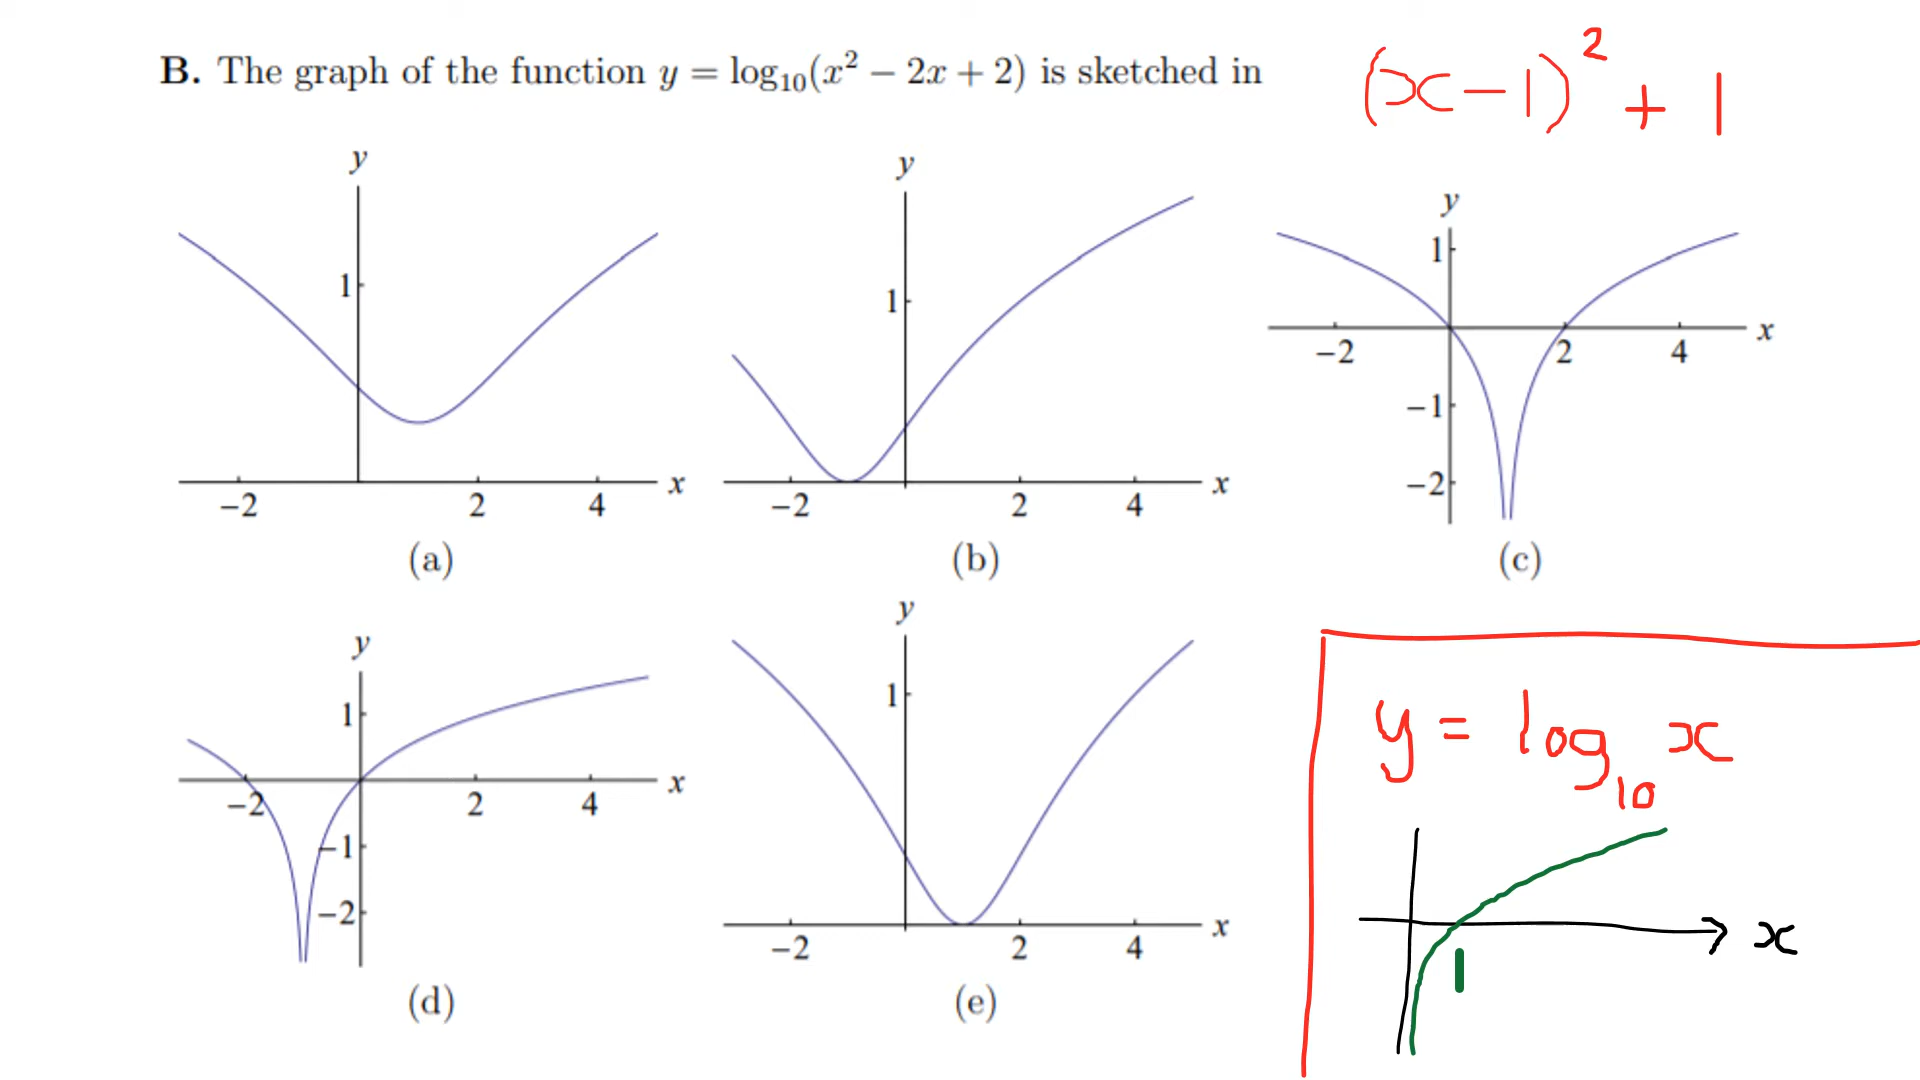 B. The graph of the function y = log₁₀(x² − 2x + 2) is sketched in
(x−1)² + 1
y
1
−2 2 4 x
(a)
y
1
−2 2 4 x
(b)
y
1
−2 2 4 x
−1
−2
(c)
y
1
−2 2 4 x
−1
−2
(d)
y
1
−2 2 4 x
(e)
y = log₁₀ x
x
1